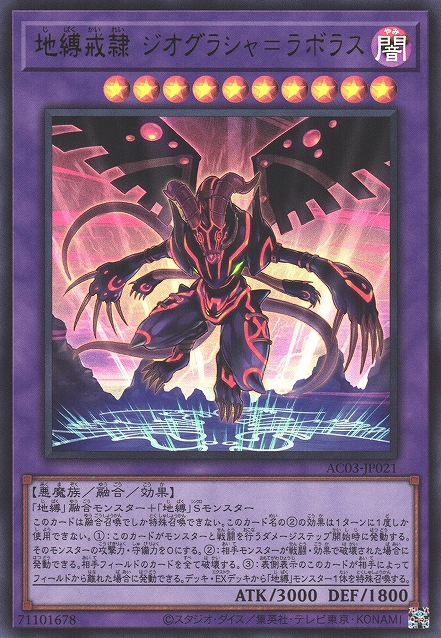 地縛戒隷 ジオグラシャ＝ラボラス
闇
AC03-JP021
【悪魔族／融合／効果】
「地縛」融合モンスター＋「地縛」Sモンスター
このカードは融合召喚でしか特殊召喚できない。このカード名の②の効果は1ターンに1度しか
使用できない。①：このカードがモンスターと戦闘を行うダメージステップ開始時に発動する。
そのモンスターの攻撃力・守備力を0にする。②：相手モンスターが戦闘・効果で破壊された場合に
発動できる。相手フィールドのカードを全て破壊する。③：表側表示のこのカードが相手によって
フィールドから離れた場合に発動できる。デッキ・EXデッキから「地縛」モンスター1体を特殊召喚する。
ATK/3000 DEF/1800
71101678
©スタジオ・ダイス／集英社・テレビ東京・KONAMI